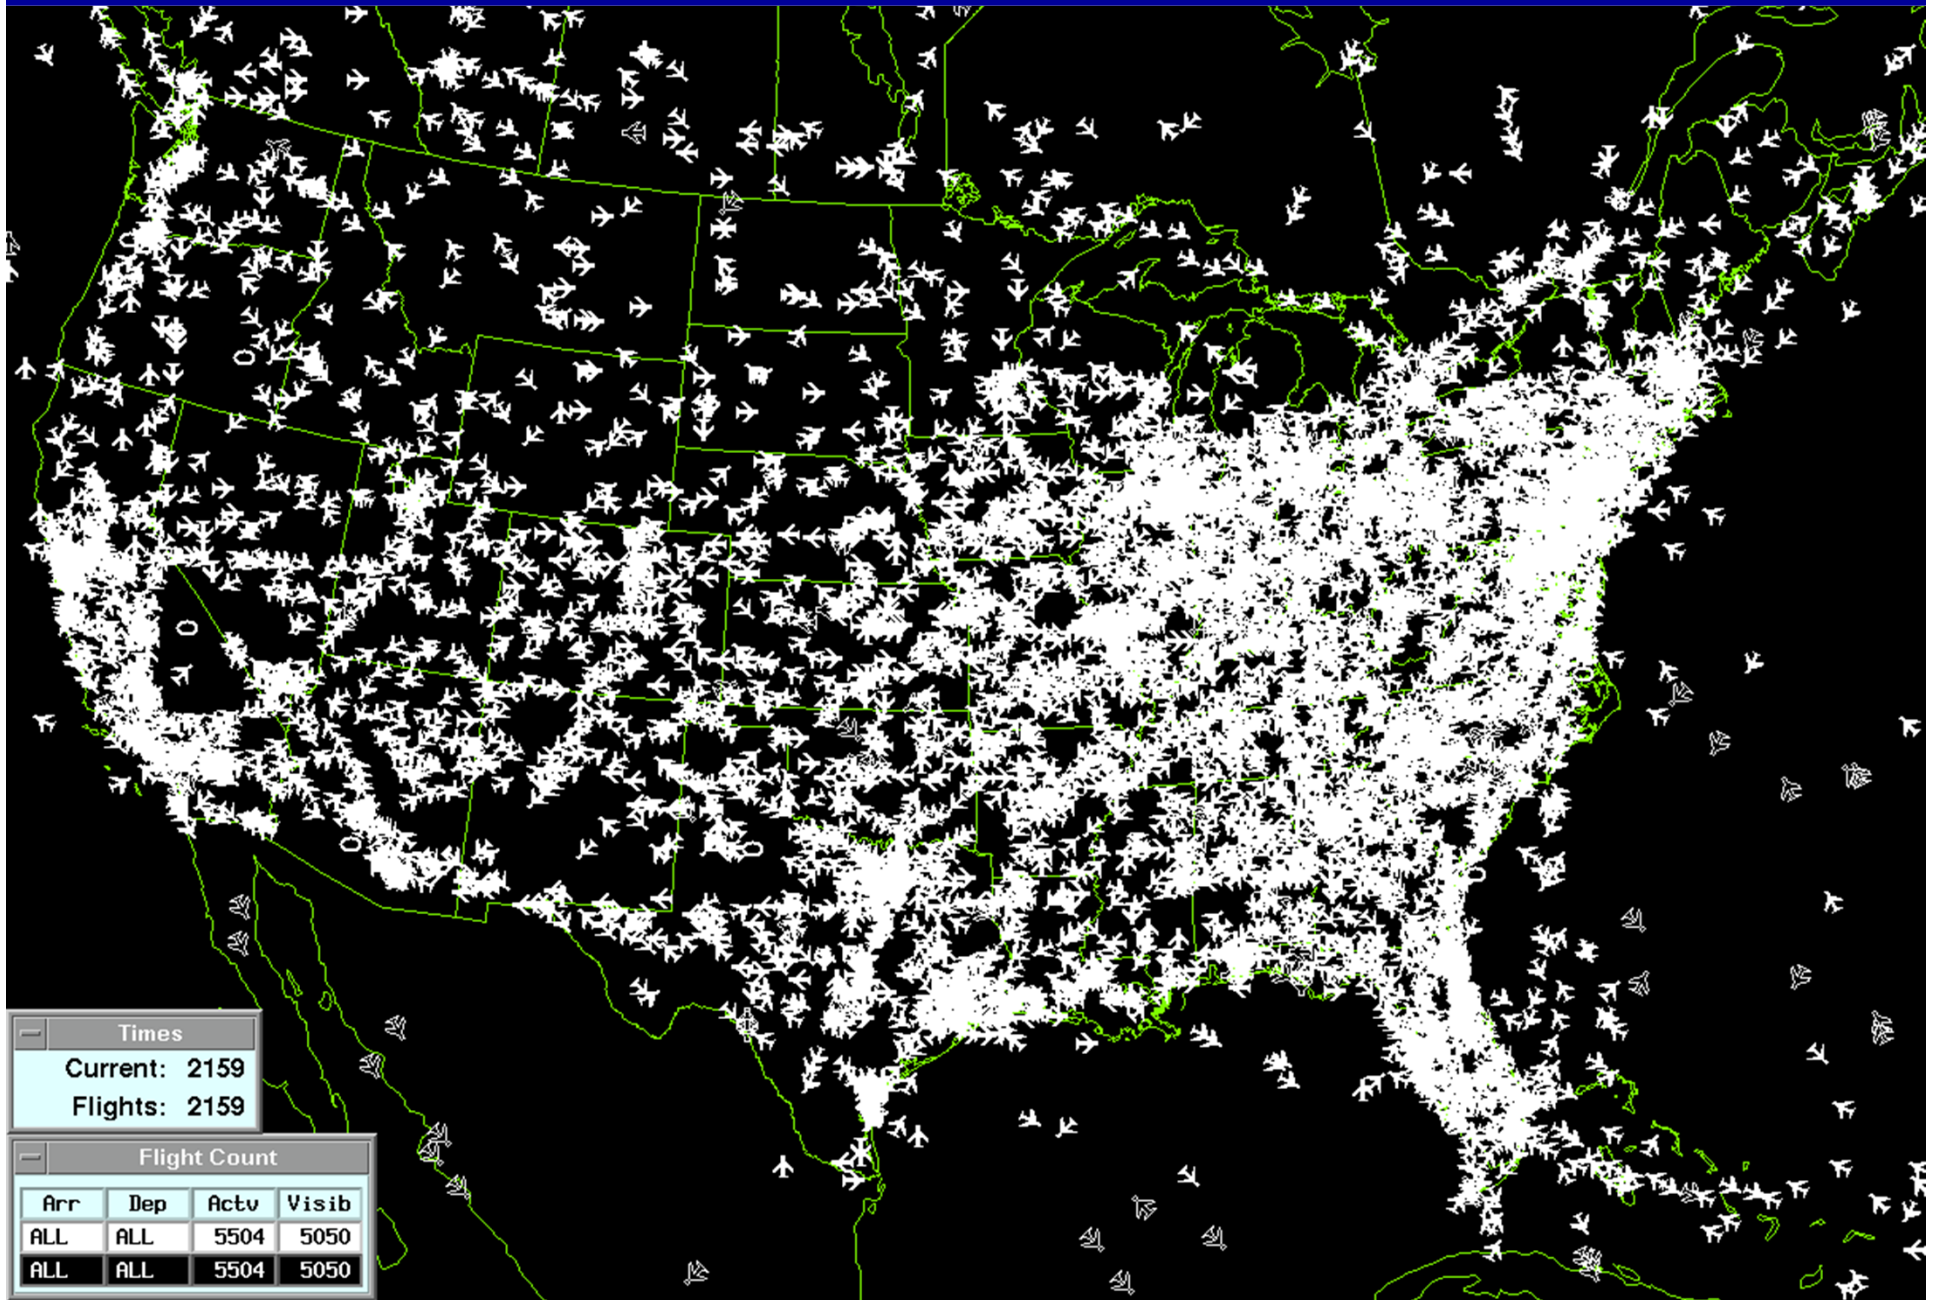 Times
Current: 2159
Flights: 2159
Flight Count
Arr Dep Actv Visib
ALL ALL 5504 5050
ALL ALL 5504 5050